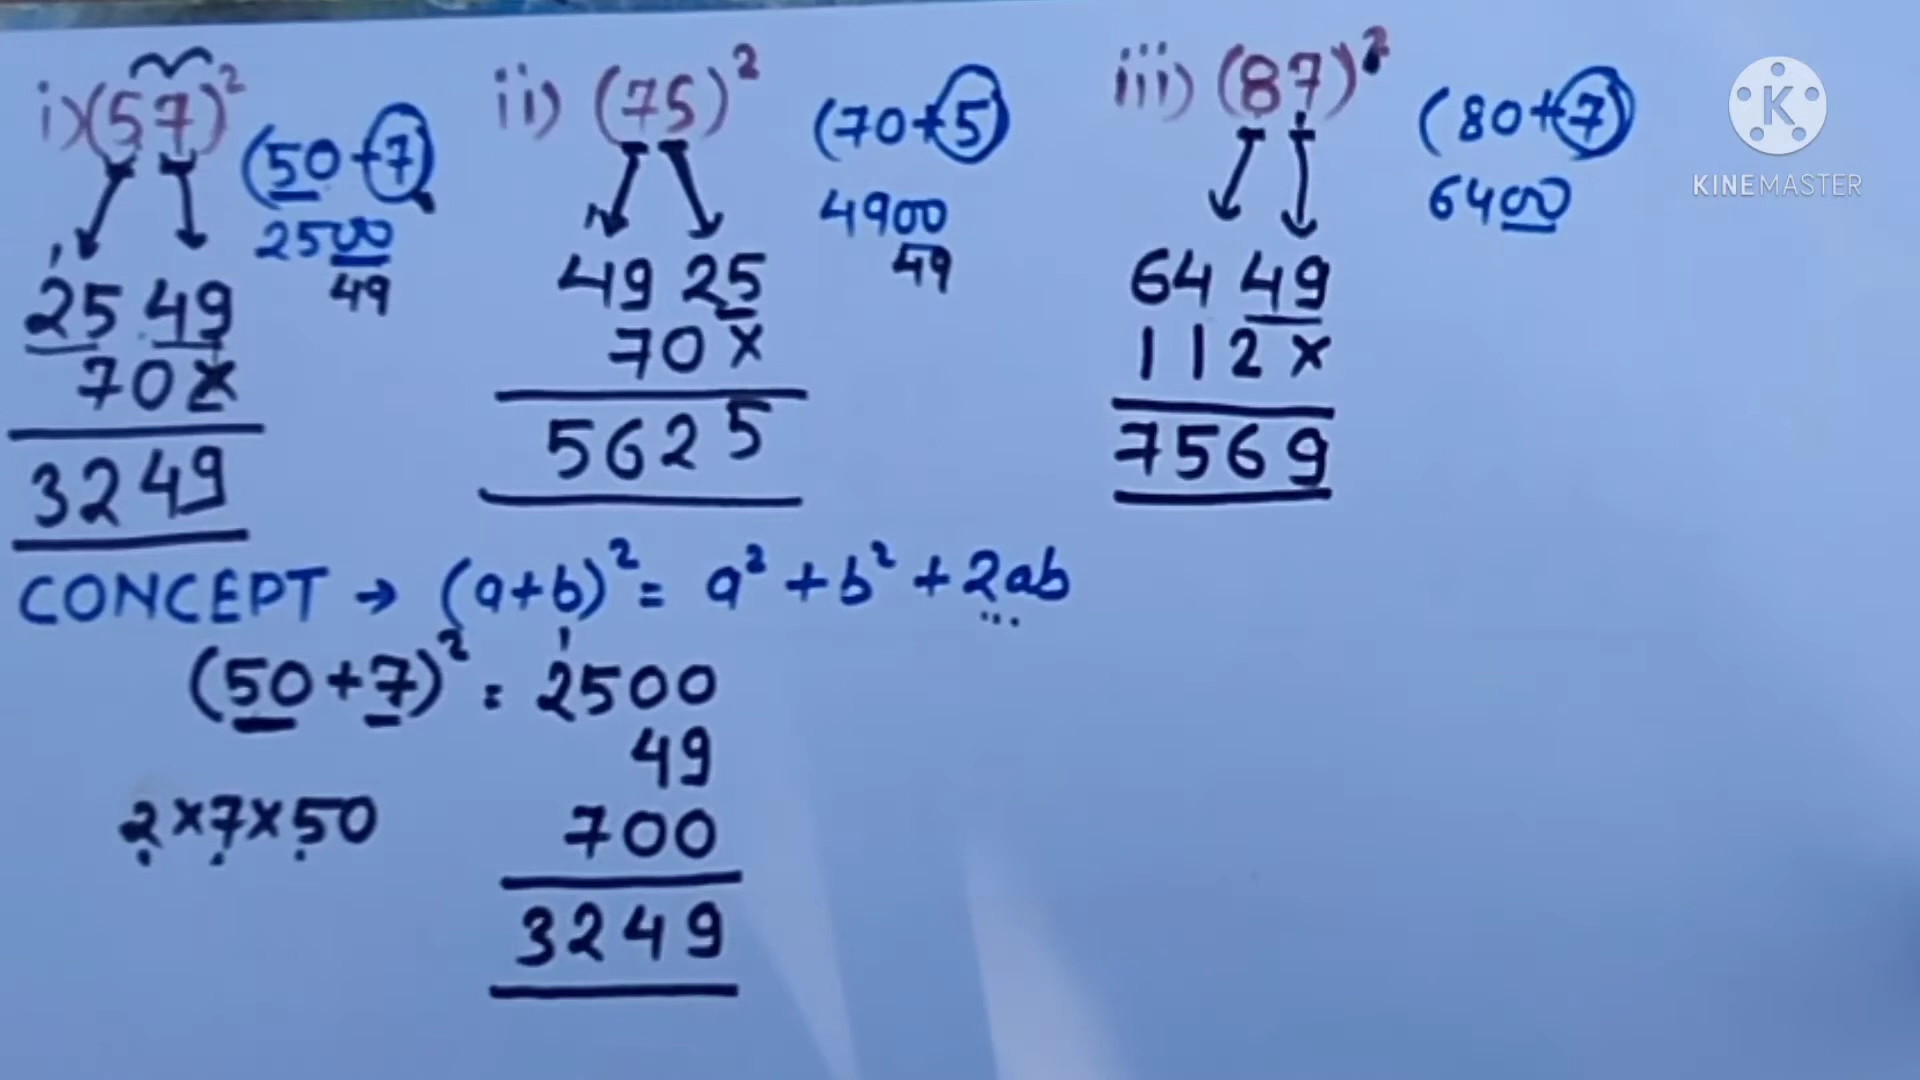 i) (57)²
(50+7)
2500
49
25 49
70 x
3249
ii) (75)²
(70+5)
4900
49
49 25
70 x
5625
iii) (87)²
(80+7)
6400
64 49
112 x
7569
K
KINEMASTER
CONCEPT → (a+b)² = a² + b² + 2ab
(50+7)² = 2500
49
2×7×50
700
3249